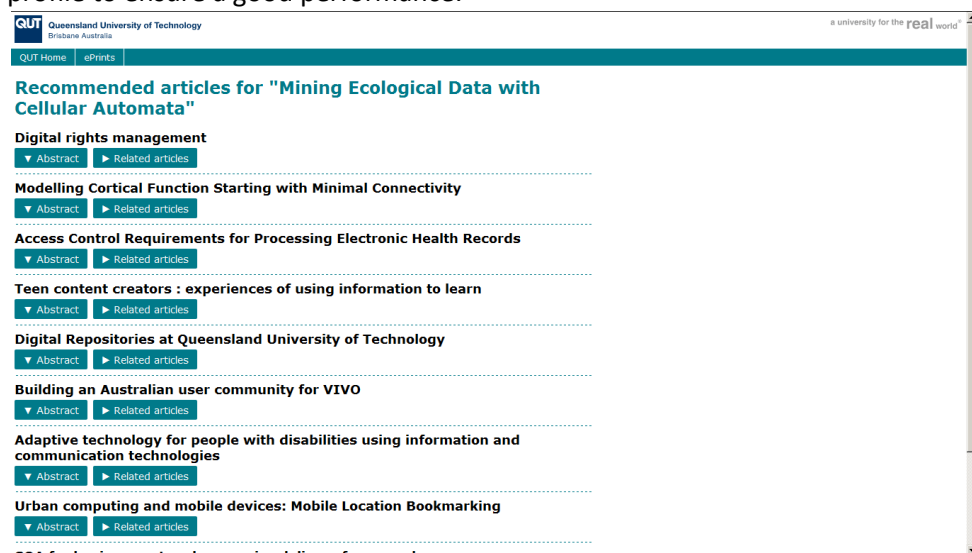 profile to ensure a good performance.
QUT Queensland University of Technology
Brisbane Australia
a university for the real world®
QUT Home ePrints
Recommended articles for "Mining Ecological Data with
Cellular Automata"
Digital rights management
▼ Abstract ► Related articles
Modelling Cortical Function Starting with Minimal Connectivity
▼ Abstract ► Related articles
Access Control Requirements for Processing Electronic Health Records
▼ Abstract ► Related articles
Teen content creators : experiences of using information to learn
▼ Abstract ► Related articles
Digital Repositories at Queensland University of Technology
▼ Abstract ► Related articles
Building an Australian user community for VIVO
▼ Abstract ► Related articles
Adaptive technology for people with disabilities using information and
communication technologies
▼ Abstract ► Related articles
Urban computing and mobile devices: Mobile Location Bookmarking
▼ Abstract ► Related articles